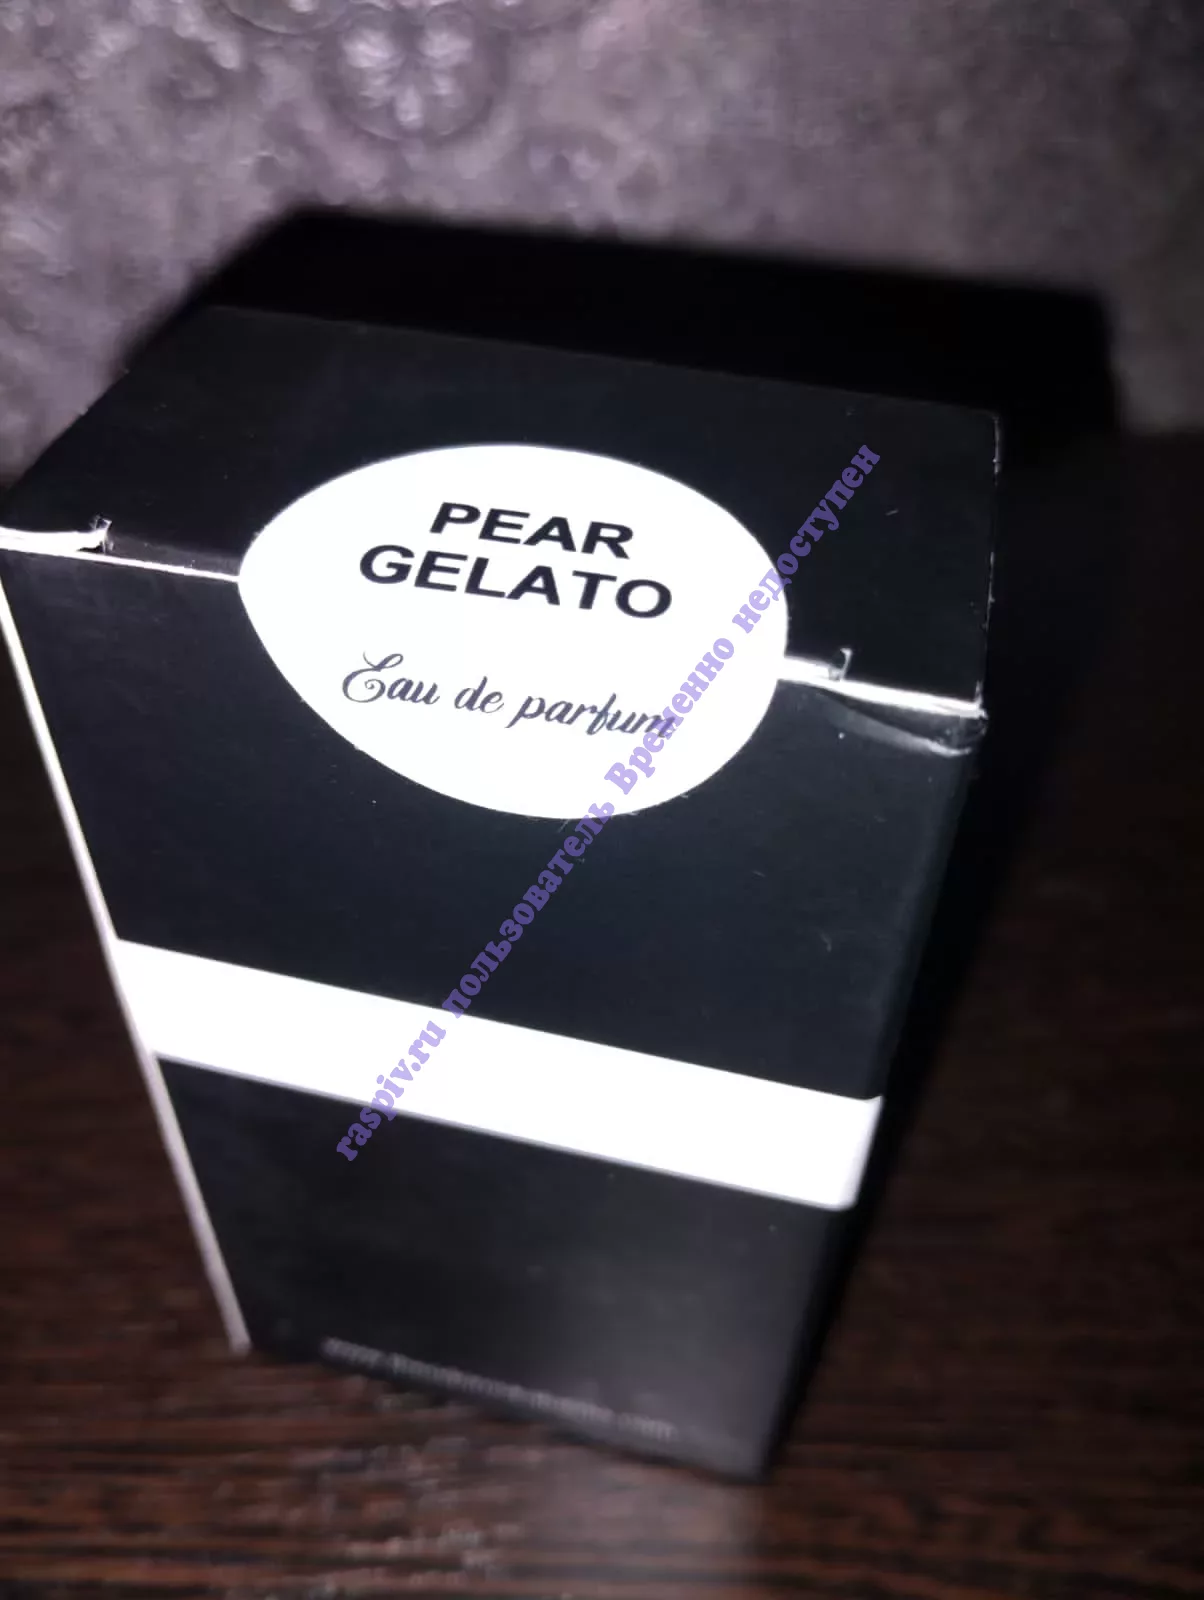 PEAR
GELATO
Eau de parfum
raspiv.ru пользователь Временно недоступен